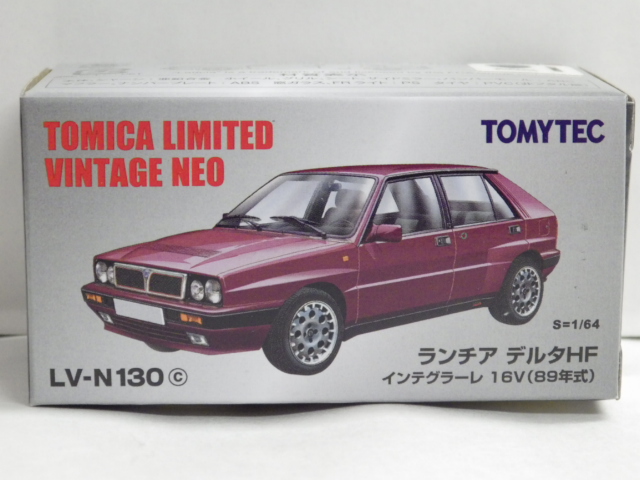 TOMICA LIMITED
VINTAGE NEO
TOMYTEC
S=1/64
ランチア デルタHF
インテグラーレ 16V(89年式)
LV-N130 ⓒ